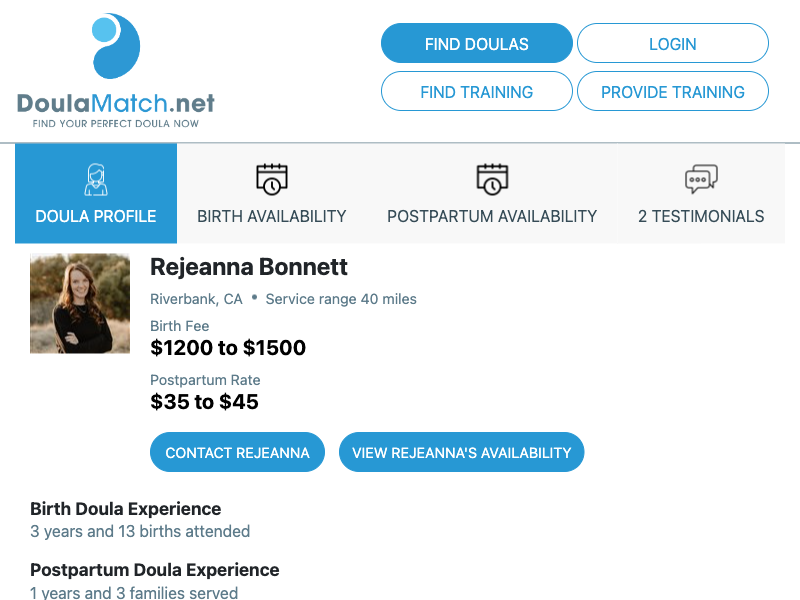 DoulaMatch.net
FIND YOUR PERFECT DOULA NOW
FIND DOULAS
LOGIN
FIND TRAINING
PROVIDE TRAINING
DOULA PROFILE
BIRTH AVAILABILITY
POSTPARTUM AVAILABILITY
2 TESTIMONIALS
Rejeanna Bonnett
Riverbank, CA • Service range 40 miles
Birth Fee
$1200 to $1500
Postpartum Rate
$35 to $45
CONTACT REJEANNA
VIEW REJEANNA'S AVAILABILITY
Birth Doula Experience
3 years and 13 births attended
Postpartum Doula Experience
1 years and 3 families served